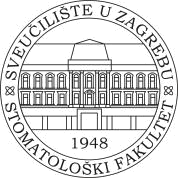 SVEUČILIŠTE U ZAGREBU
STOMATOLOŠKI FAKULTET
1948